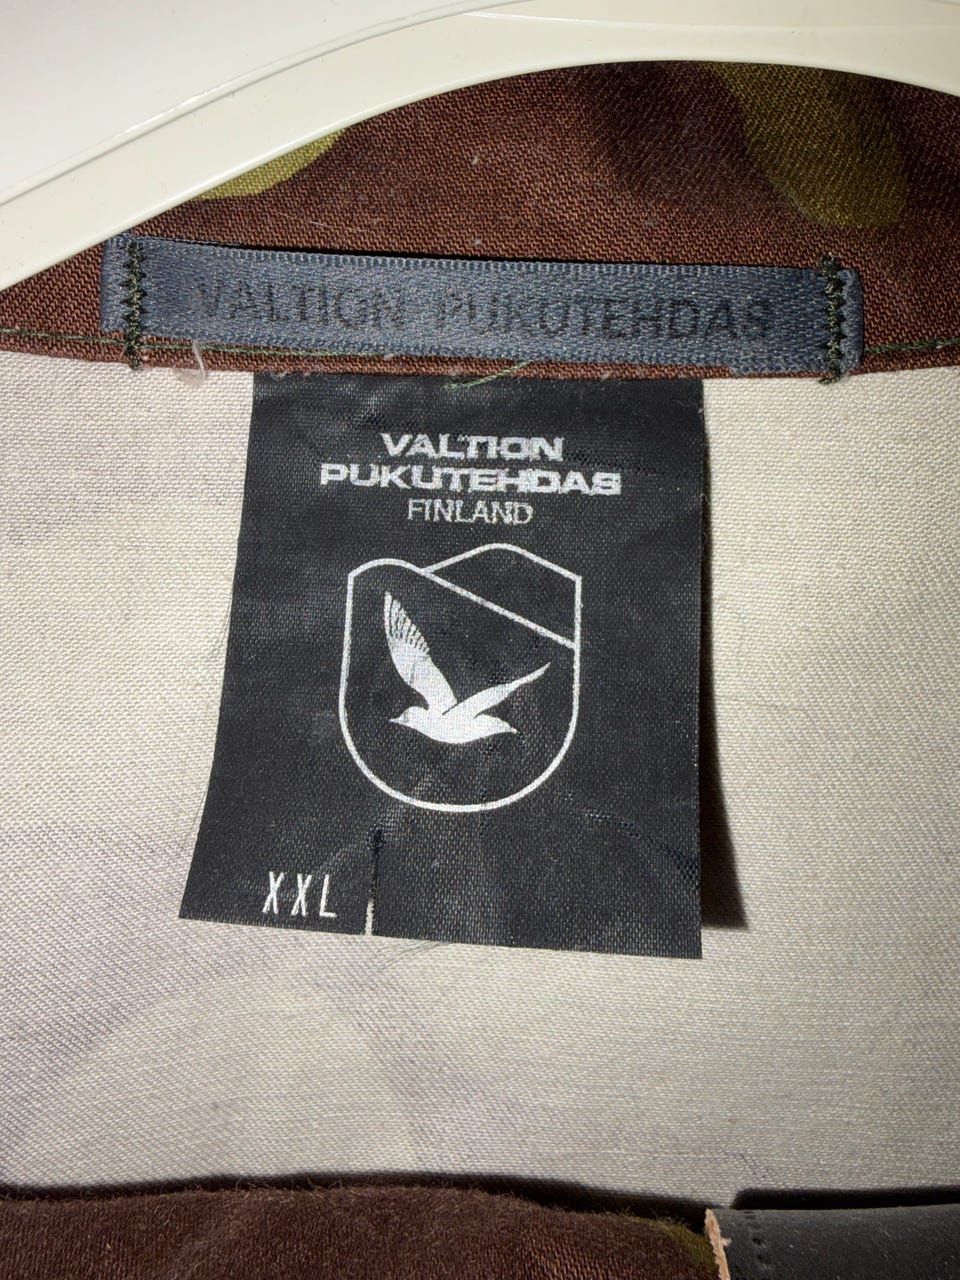 VALTION PUKUTEHDAS
VALTION
PUKUTEHDAS
FINLAND
XXL